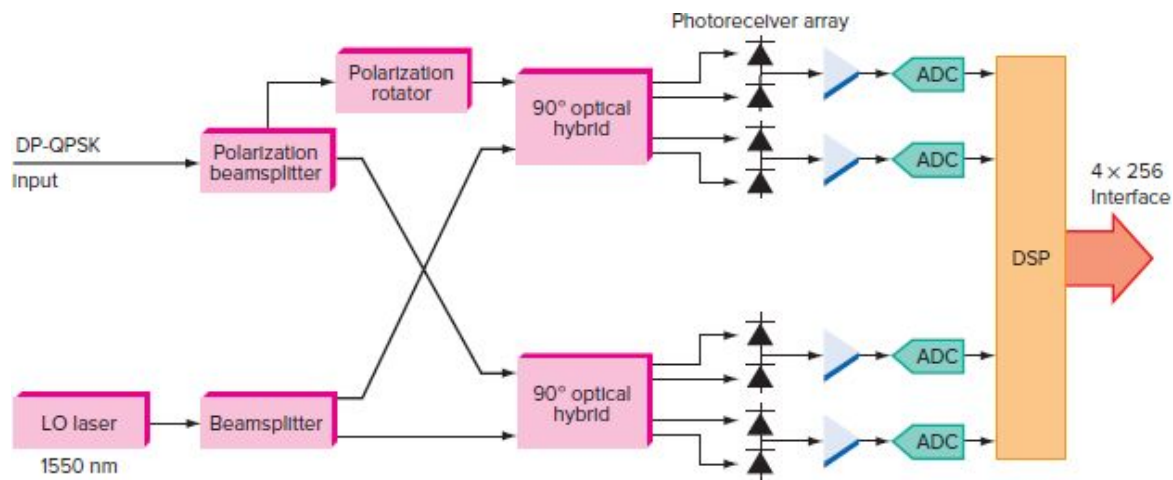 Photoreceiver array
Polarization
rotator
90° optical
hybrid
ADC
ADC
DP-QPSK
Input
Polarization
beamsplitter
4 × 256
Interface
DSP
LO laser
1550 nm
Beamsplitter
90° optical
hybrid
ADC
ADC